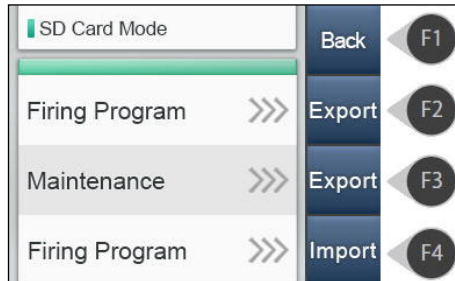 SD Card Mode
Back
F1
Firing Program
Export
F2
Maintenance
Export
F3
Firing Program
Import
F4